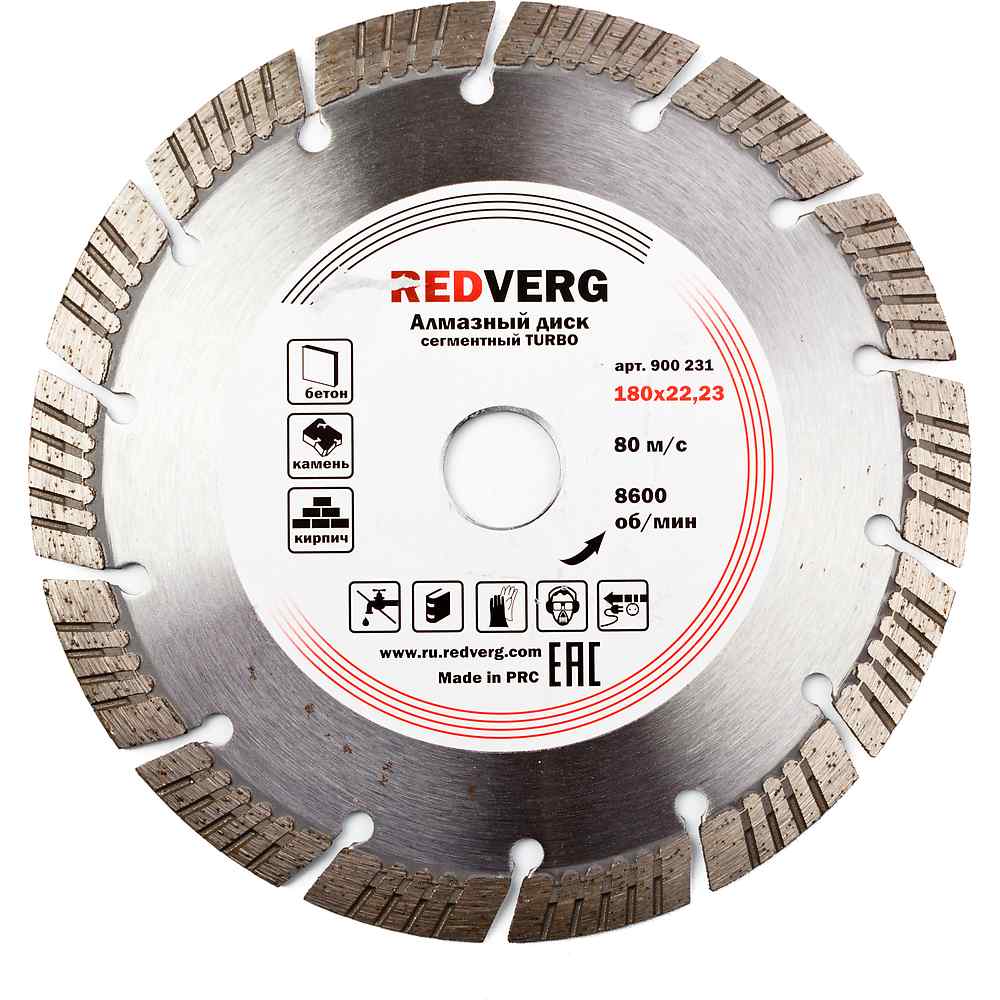 REDVERG
Алмазный диск
сегментный TURBO
арт. 900 231
180x22,23
бетон
80 м/с
камень
8600
об/мин
кирпич
www.ru.redverg.com
Made in PRC
EAC